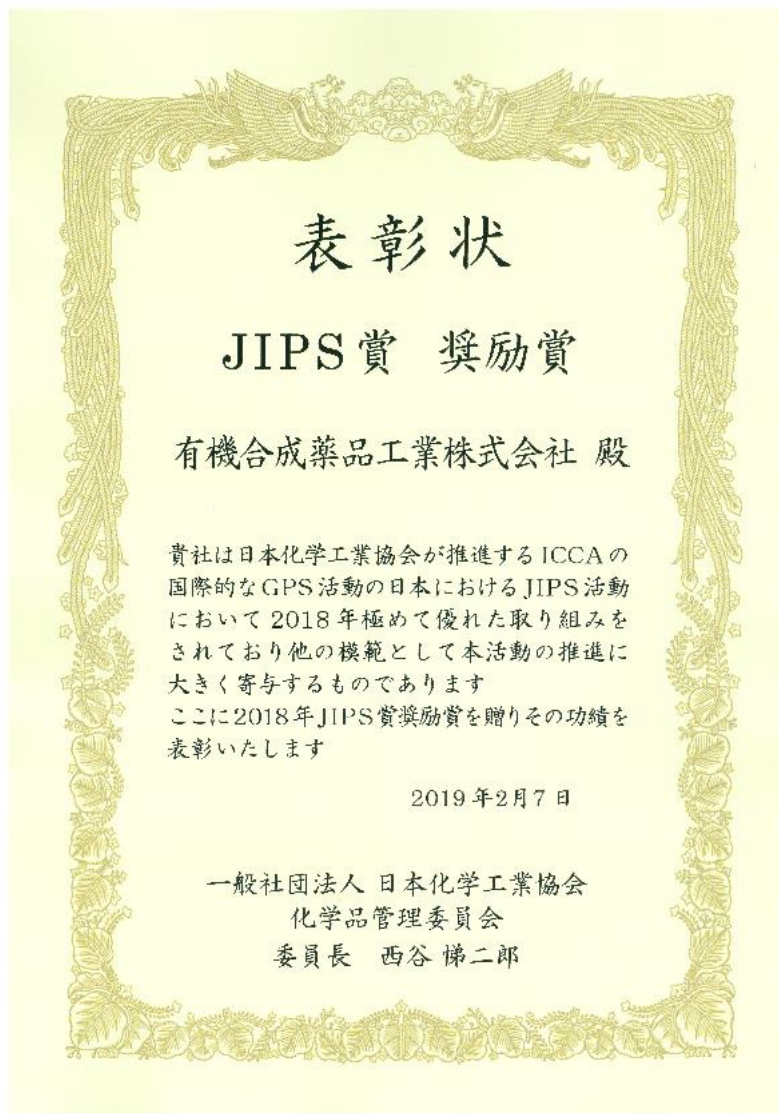 表彰状
JIPS賞 奨励賞
有機合成薬品工業株式会社 殿
貴社は日本化学工業協会が推進するICCAの
国際的なGPS活動の日本におけるJIPS活動
において2018年極めて優れた取り組みを
されており他の模範として本活動の推進に
大きく寄与するものであります
ここに2018年JIPS賞奨励賞を贈りその功績を
表彰いたします
2019年2月7日
一般社団法人 日本化学工業協会
化学品管理委員会
委員長 西谷 悌二郎